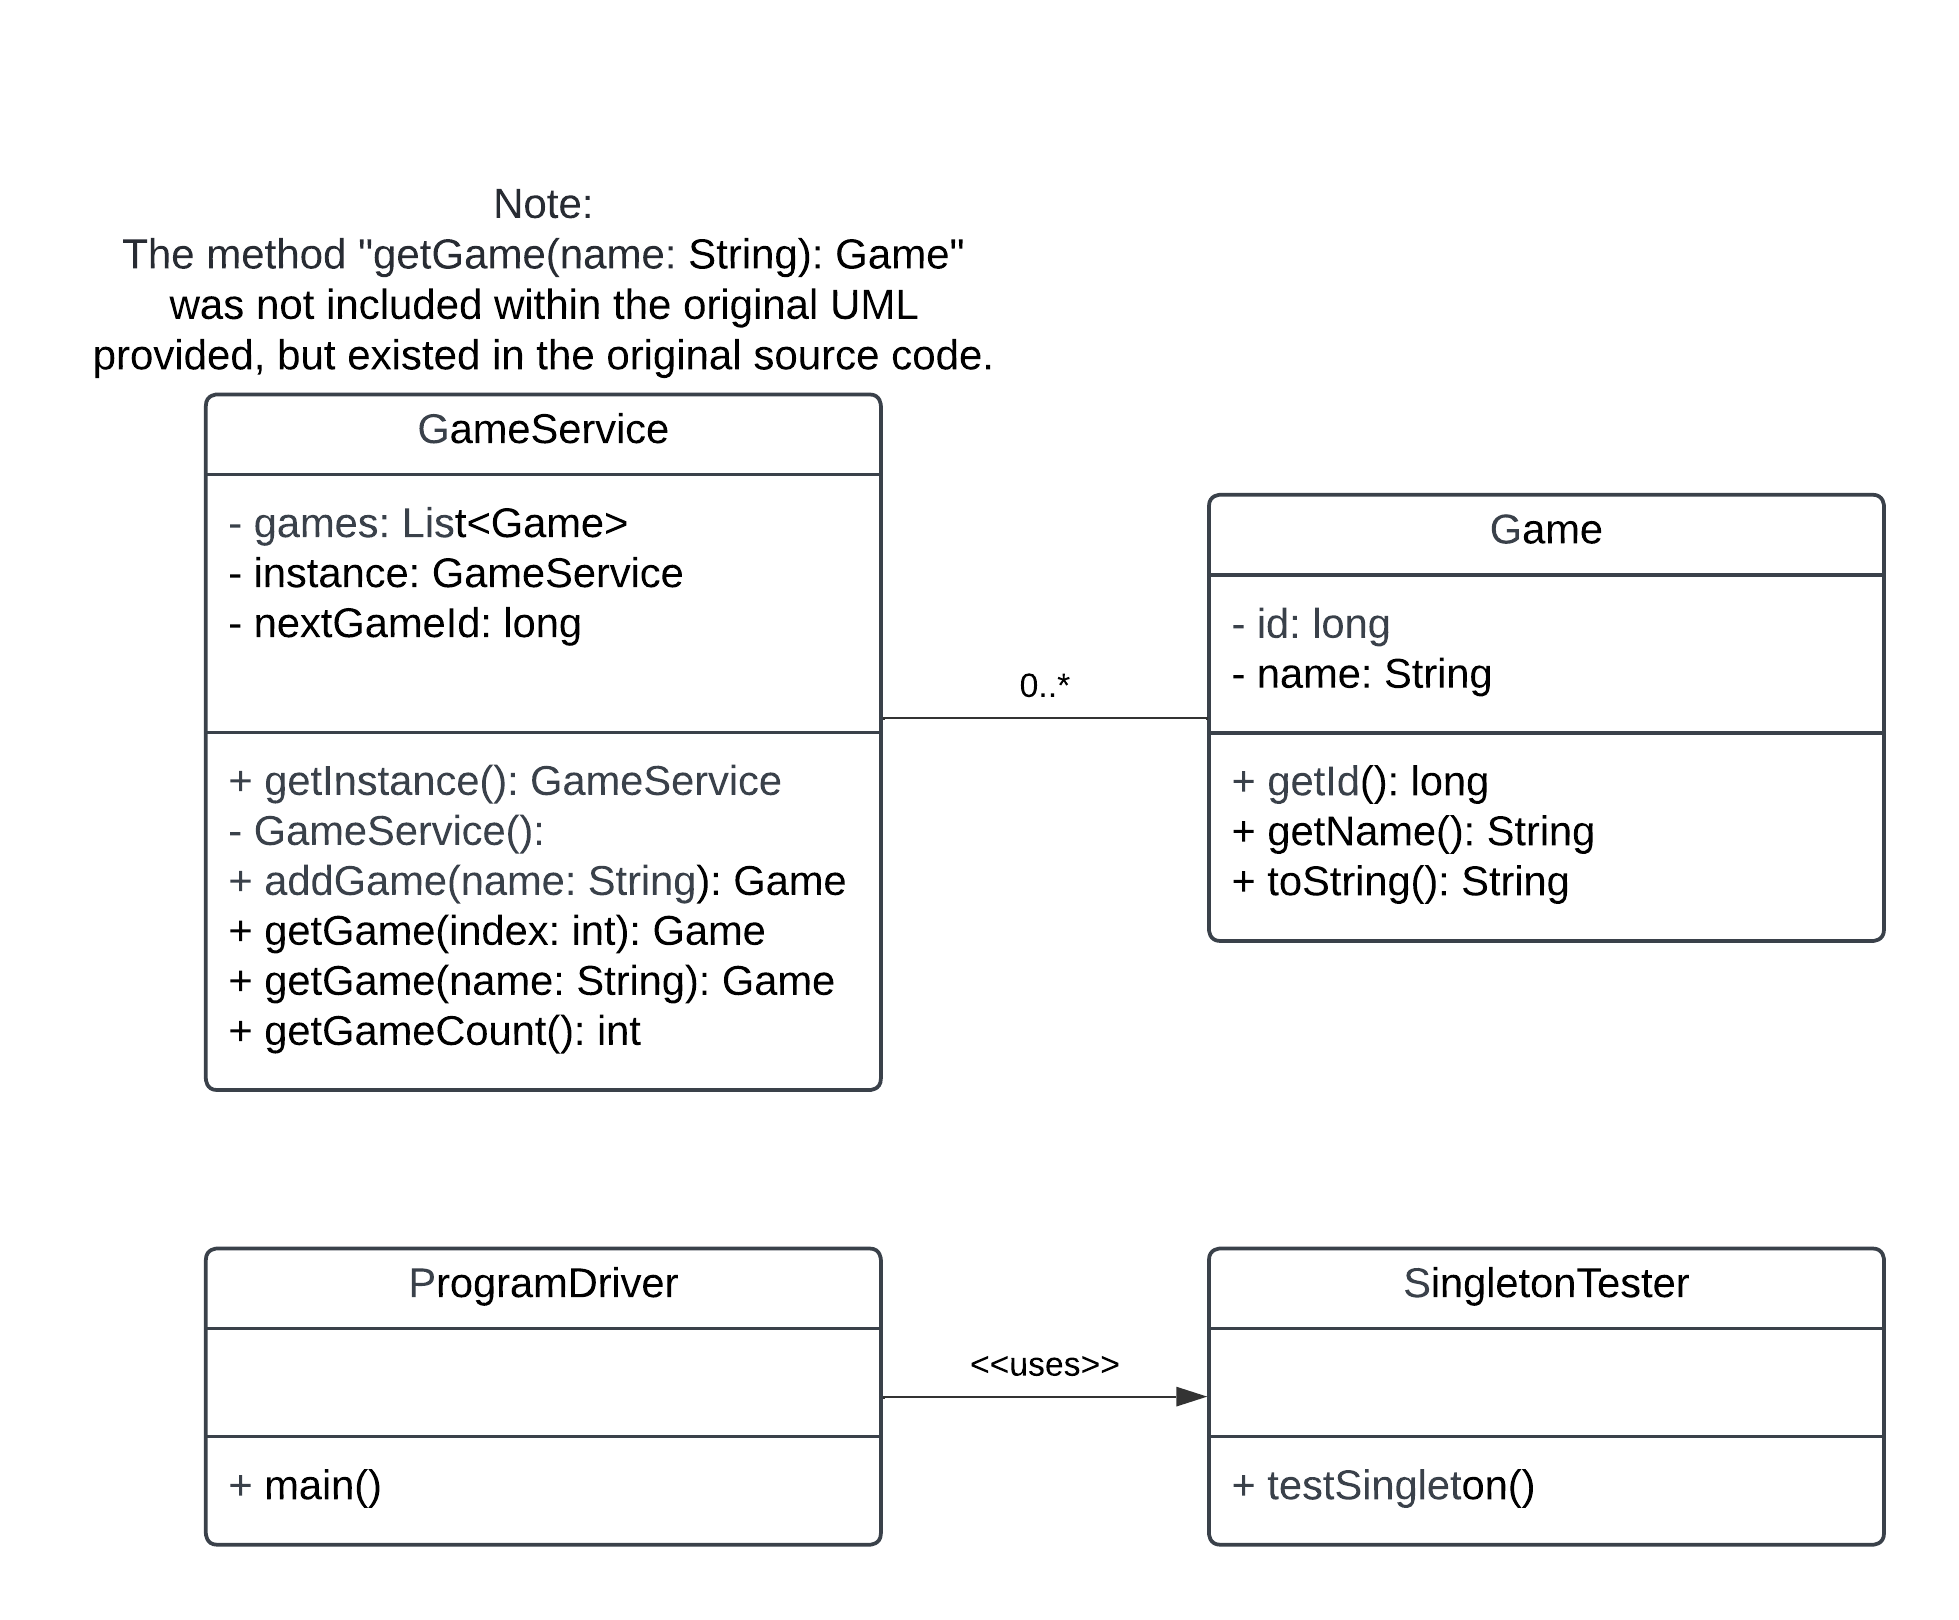 Note:
The method "getGame(name: String): Game"
was not included within the original UML
provided, but existed in the original source code.
GameService
- games: List<Game>
- instance: GameService
- nextGameId: long
+ getInstance(): GameService
- GameService():
+ addGame(name: String): Game
+ getGame(index: int): Game
+ getGame(name: String): Game
+ getGameCount(): int
0..*
Game
- id: long
- name: String
+ getId(): long
+ getName(): String
+ toString(): String
ProgramDriver
+ main()
<<uses>>
SingletonTester
+ testSingleton()